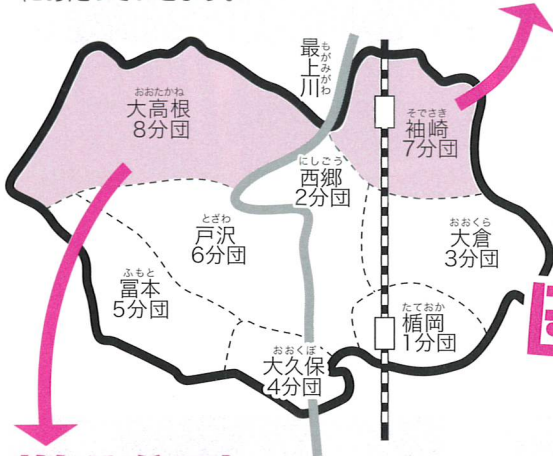 もがみがわ
最上川
おおたかね
大高根
8分団
そでさき
袖崎
7分団
にしごう
西郷
2分団
とざわ
戸沢
6分団
おおくら
大倉
3分団
ふもと
冨本
5分団
たておか
楯岡
1分団
おおくぼ
大久保
4分団